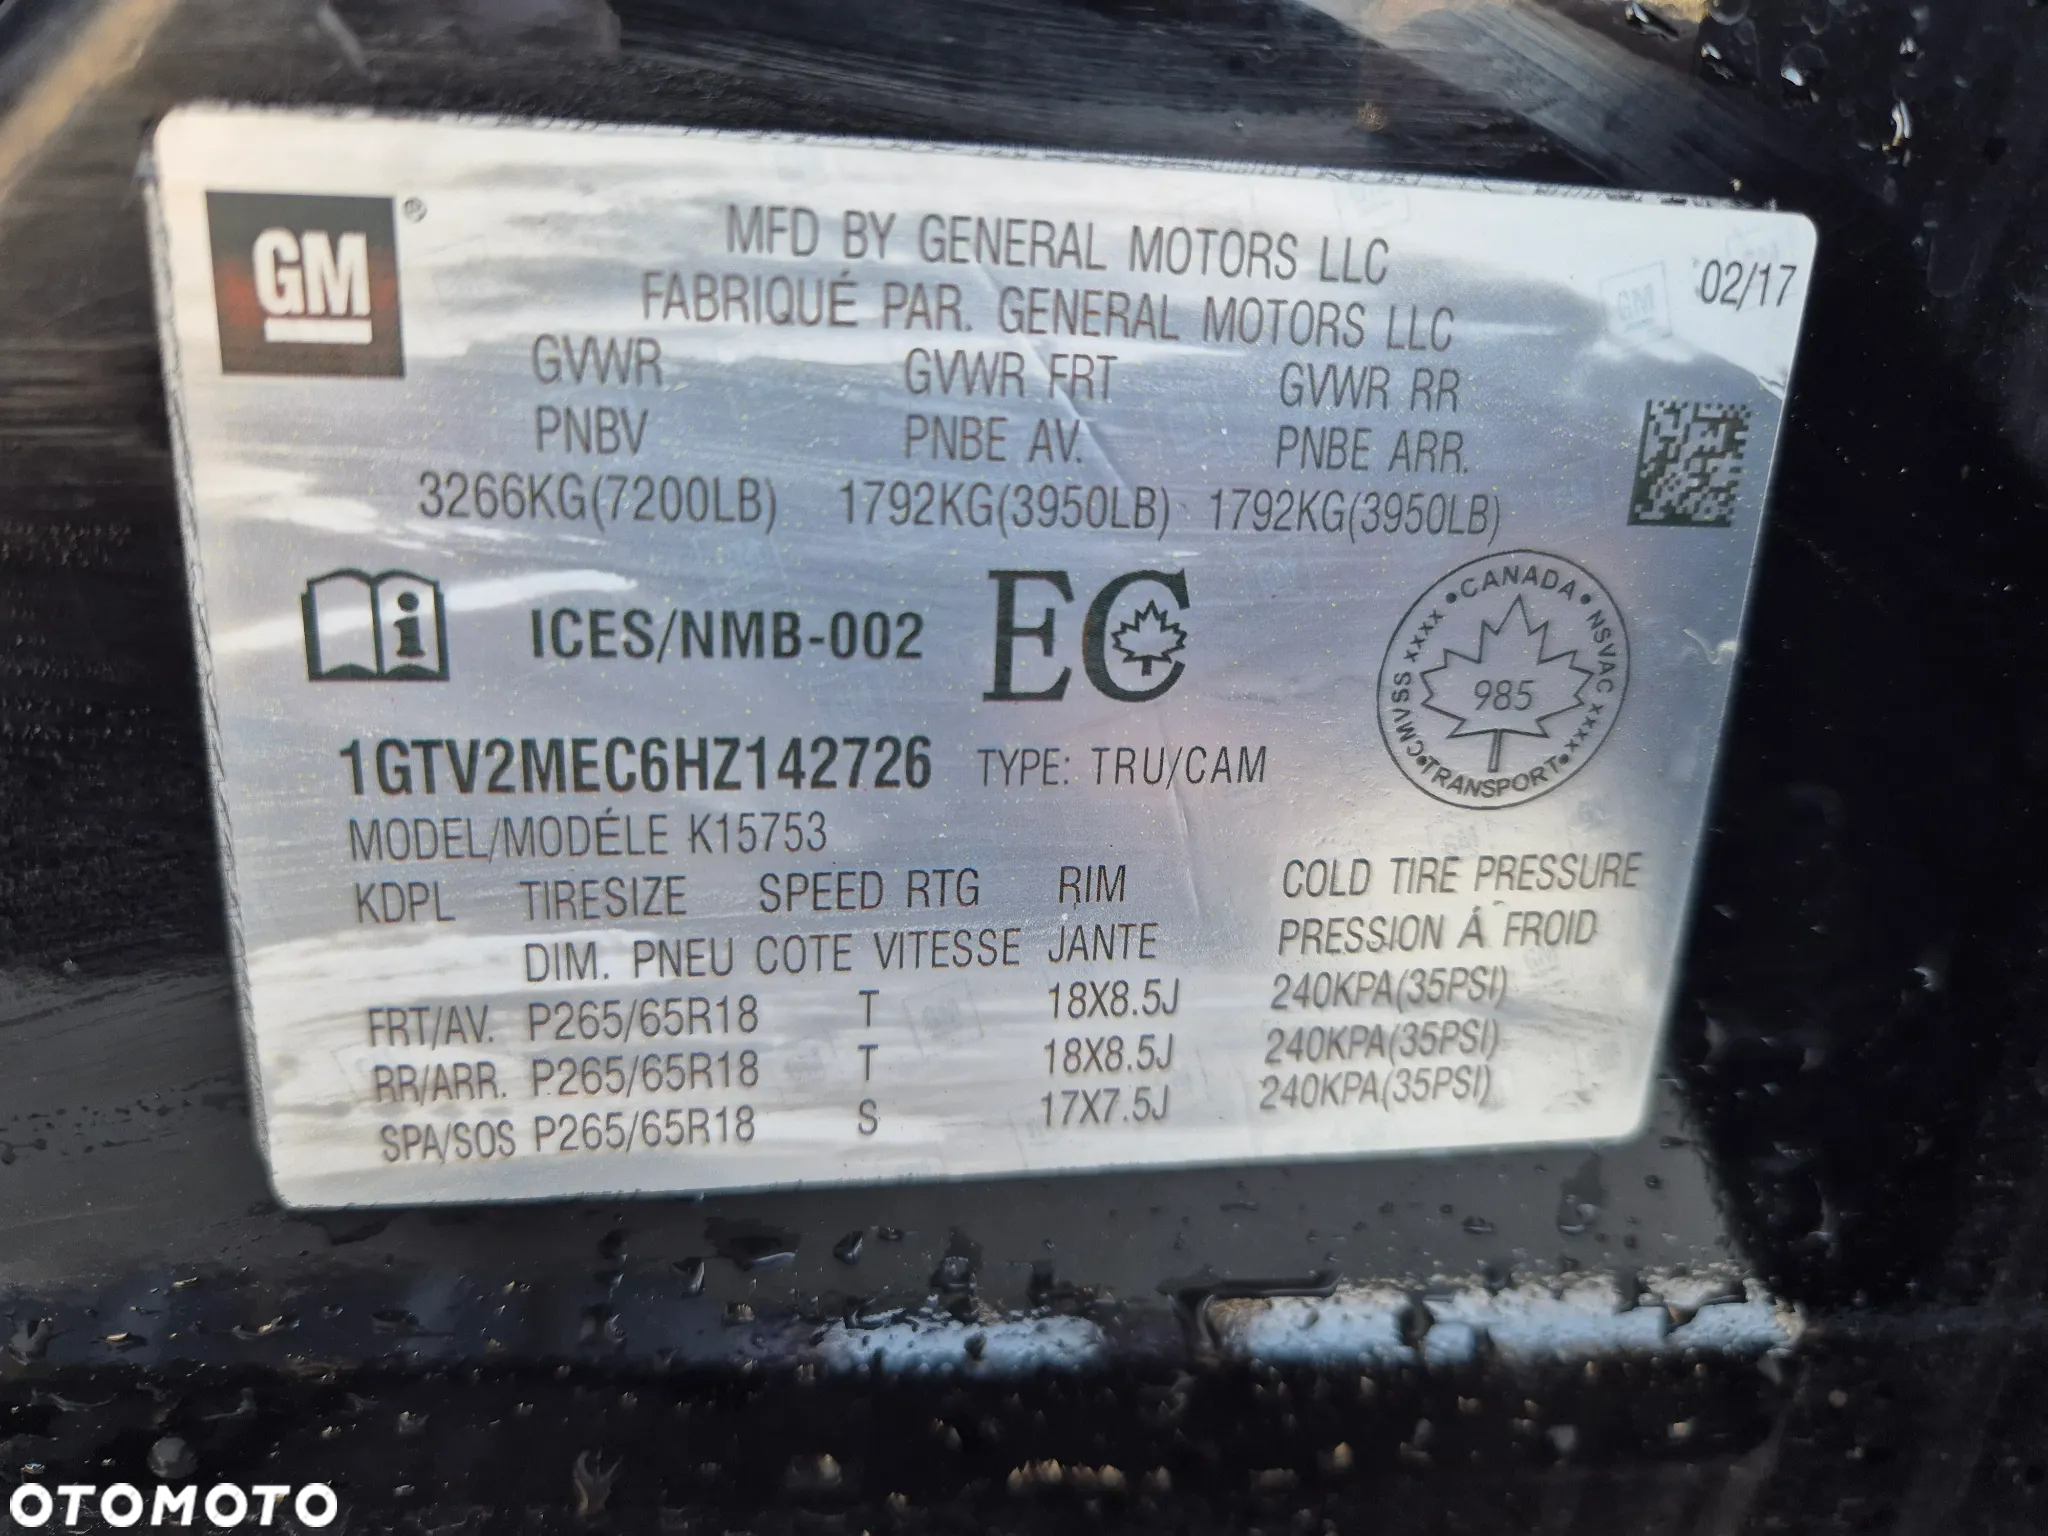 GM ®
MFD BY GENERAL MOTORS LLC
FABRIQUÉ PAR. GENERAL MOTORS LLC
02/17
GVWR GVWR FRT GVWR RR
PNBV PNBE AV. PNBE ARR.
3266KG(7200LB) 1792KG(3950LB) 1792KG(3950LB)
i ICES/NMB-002 EC
CANADA • NSVAC xxxx • TRANSPORT • CMVSS xxxx •
985
1GTV2MEC6HZ142726 TYPE: TRU/CAM
MODEL/MODÉLE K15753
KDPL TIRESIZE SPEED RTG RIM COLD TIRE PRESSURE
DIM. PNEU COTE VITESSE JANTE PRESSION Á FROID
FRT/AV. P265/65R18 T 18X8.5J 240KPA(35PSI)
RR/ARR. P265/65R18 T 18X8.5J 240KPA(35PSI)
SPA/SOS P265/65R18 S 17X7.5J 240KPA(35PSI)
OTOMOTO